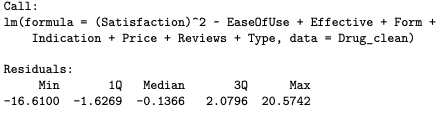 Call:
lm(formula = (Satisfaction)^2 ~ EaseOfUse + Effective + Form +
Indication + Price + Reviews + Type, data = Drug_clean)
Residuals:
Min 1Q Median 3Q Max
-16.6100 -1.6269 -0.1366 2.0796 20.5742